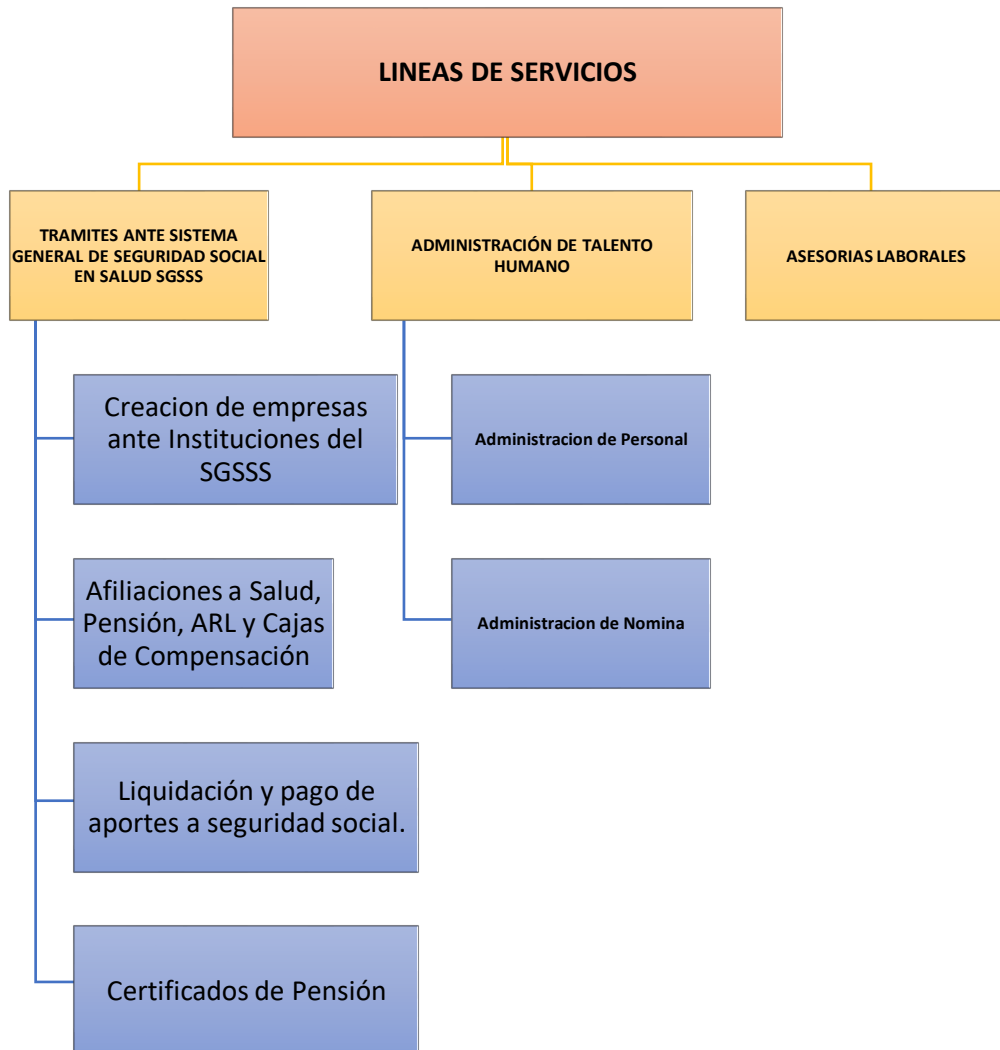 LINEAS DE SERVICIOS
TRAMITES ANTE SISTEMA
GENERAL DE SEGURIDAD SOCIAL
EN SALUD SGSSS
ADMINISTRACIÓN DE TALENTO
HUMANO
ASESORIAS LABORALES
Creacion de empresas
ante Instituciones del
SGSSS
Administracion de Personal
Afiliaciones a Salud,
Pensión, ARL y Cajas
de Compensación
Administracion de Nomina
Liquidación y pago de
aportes a seguridad social.
Certificados de Pensión